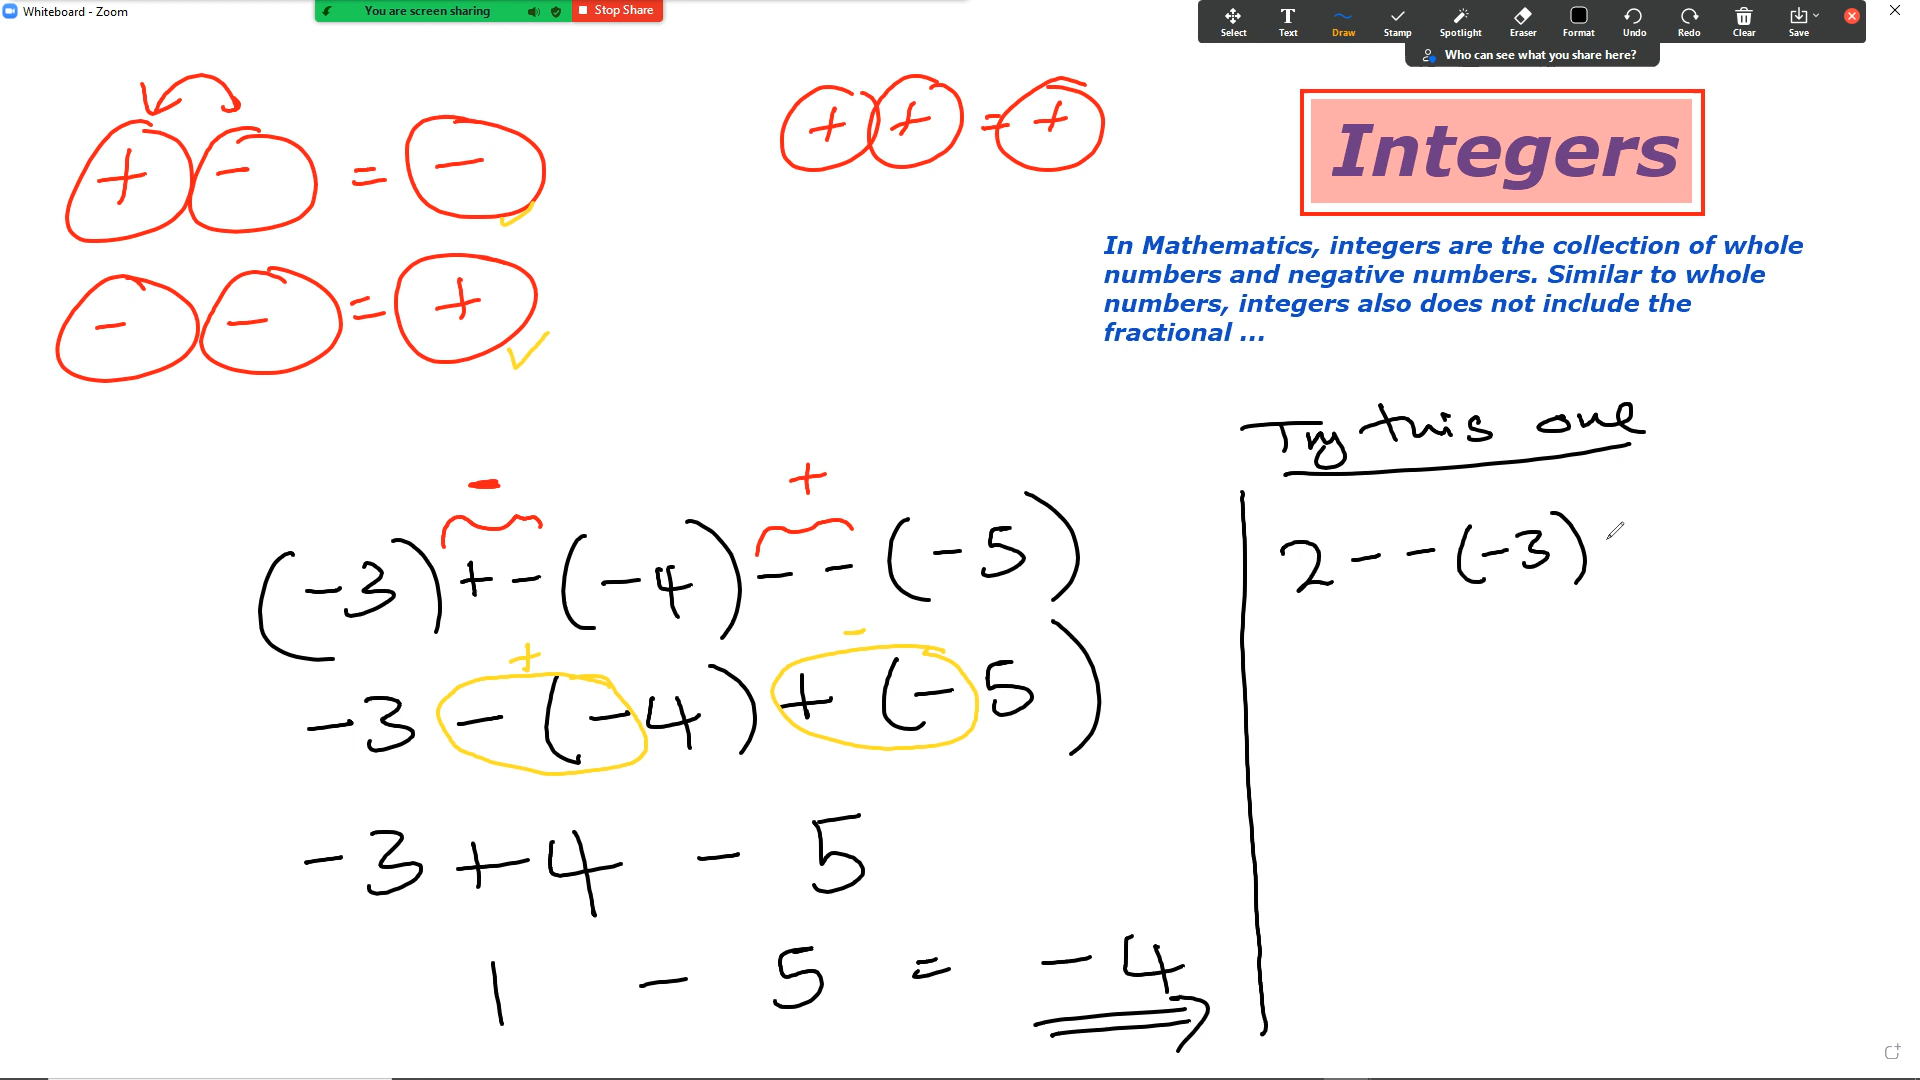 Whiteboard - Zoom
You are screen sharing
Stop Share
Select Text Draw Stamp Spotlight Eraser Format Undo Redo Clear Save
Who can see what you share here?
+ - = -
+ + = +
- - = +
Integers
In Mathematics, integers are the collection of whole
numbers and negative numbers. Similar to whole
numbers, integers also does not include the
fractional ...
Try this one
2 - - (-3)
- +
(-3) + - (-4) - - (-5)
+ -
-3 - (-4) + (-5)
-3 + 4 - 5
1 - 5 = -4